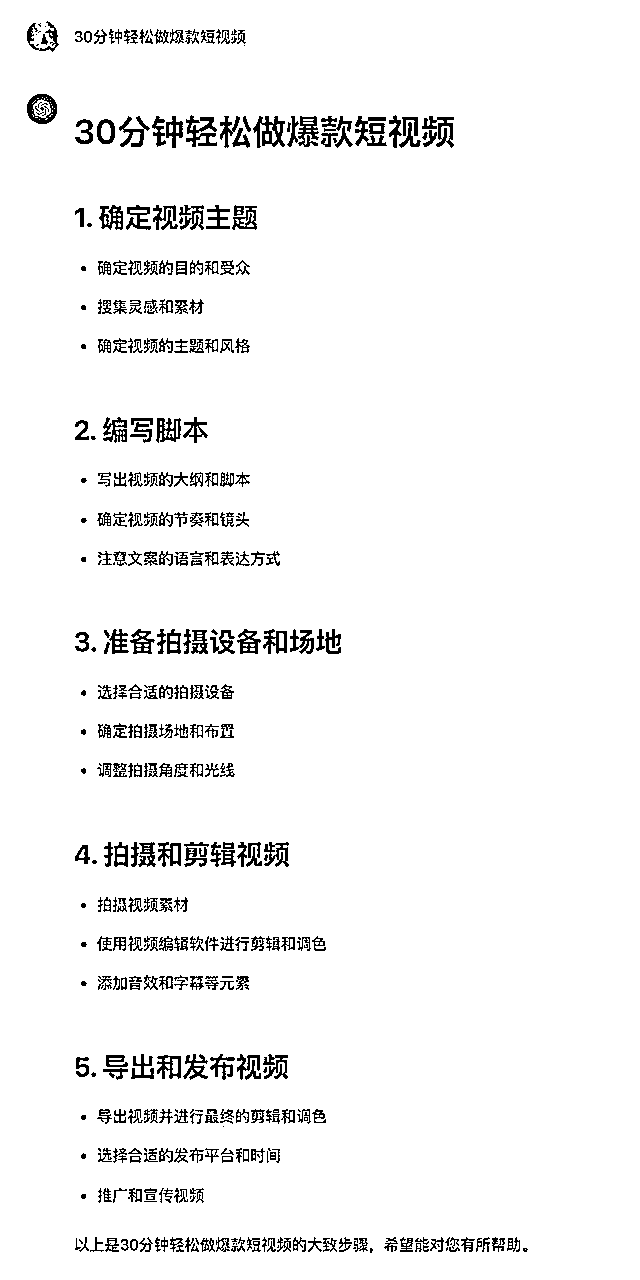 30分钟轻松做爆款短视频
30分钟轻松做爆款短视频
1. 确定视频主题
• 确定视频的目的和受众
• 搜集灵感和素材
• 确定视频的主题和风格
2. 编写脚本
• 写出视频的大纲和脚本
• 确定视频的节奏和镜头
• 注意文案的语言和表达方式
3. 准备拍摄设备和场地
• 选择合适的拍摄设备
• 确定拍摄场地和布置
• 调整拍摄角度和光线
4. 拍摄和剪辑视频
• 拍摄视频素材
• 使用视频编辑软件进行剪辑和调色
• 添加音效和字幕等元素
5. 导出和发布视频
• 导出视频并进行最终的剪辑和调色
• 选择合适的发布平台和时间
• 推广和宣传视频
以上是30分钟轻松做爆款短视频的大致步骤，希望能对您有所帮助。